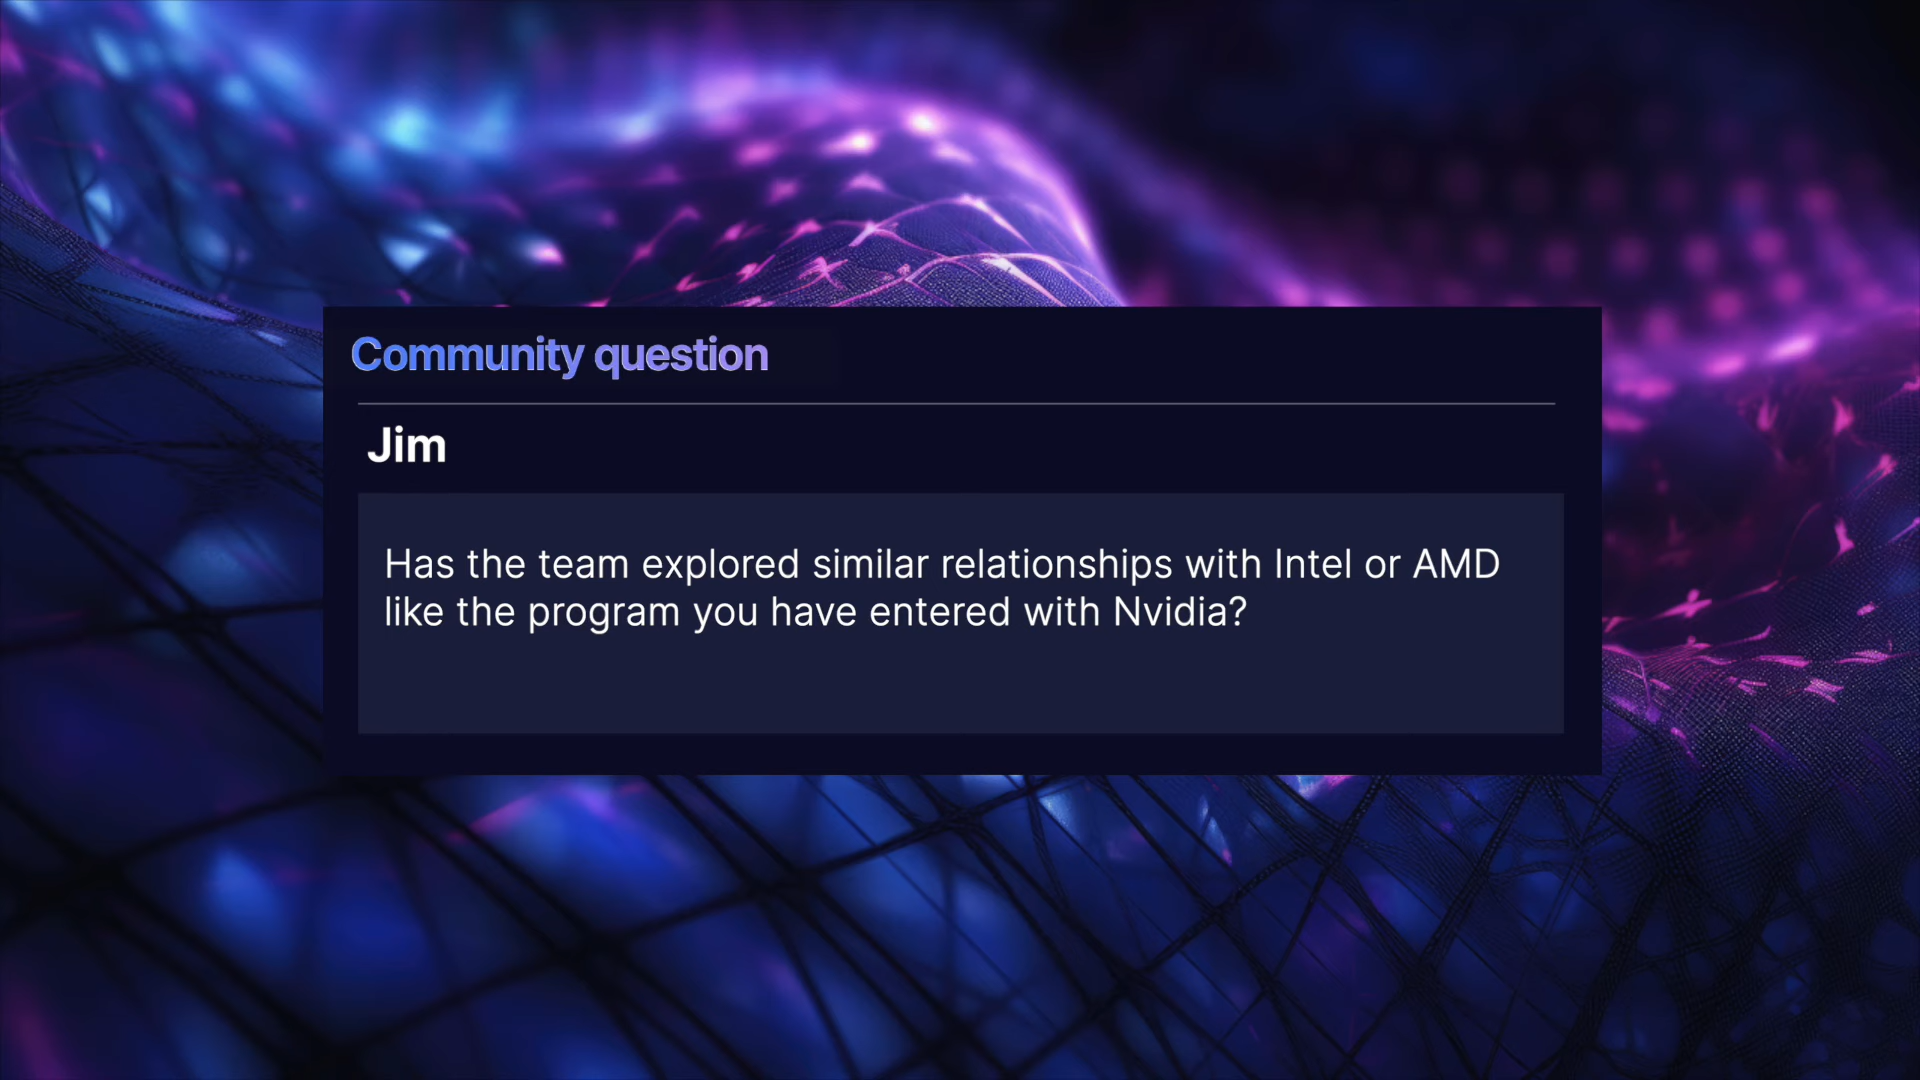 Community question
Jim
Has the team explored similar relationships with Intel or AMD
like the program you have entered with Nvidia?